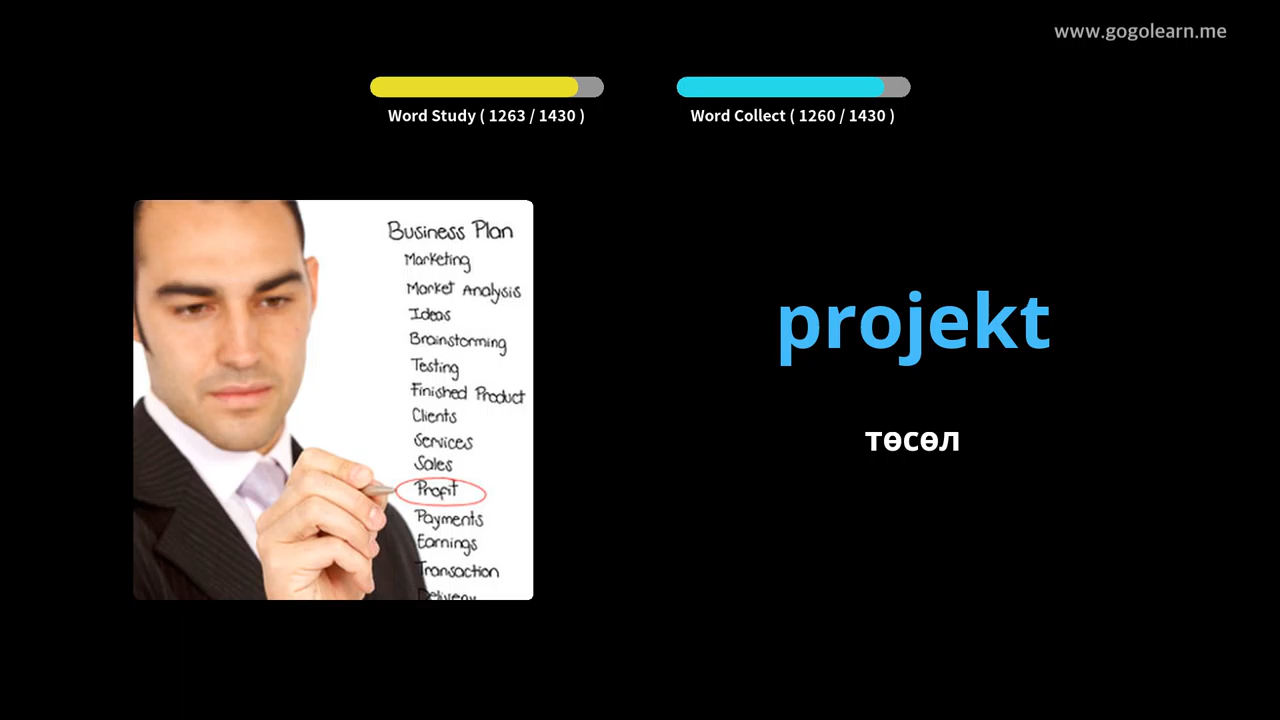 www.gogolearn.me
Word Study ( 1263 / 1430 )
Word Collect ( 1260 / 1430 )
Business Plan
Marketing
Market Analysis
Ideas
Brainstorming
Testing
Finished Product
Clients
Services
Sales
Profit
Payments
Earnings
Transaction
Delivery
projekt
төсөл